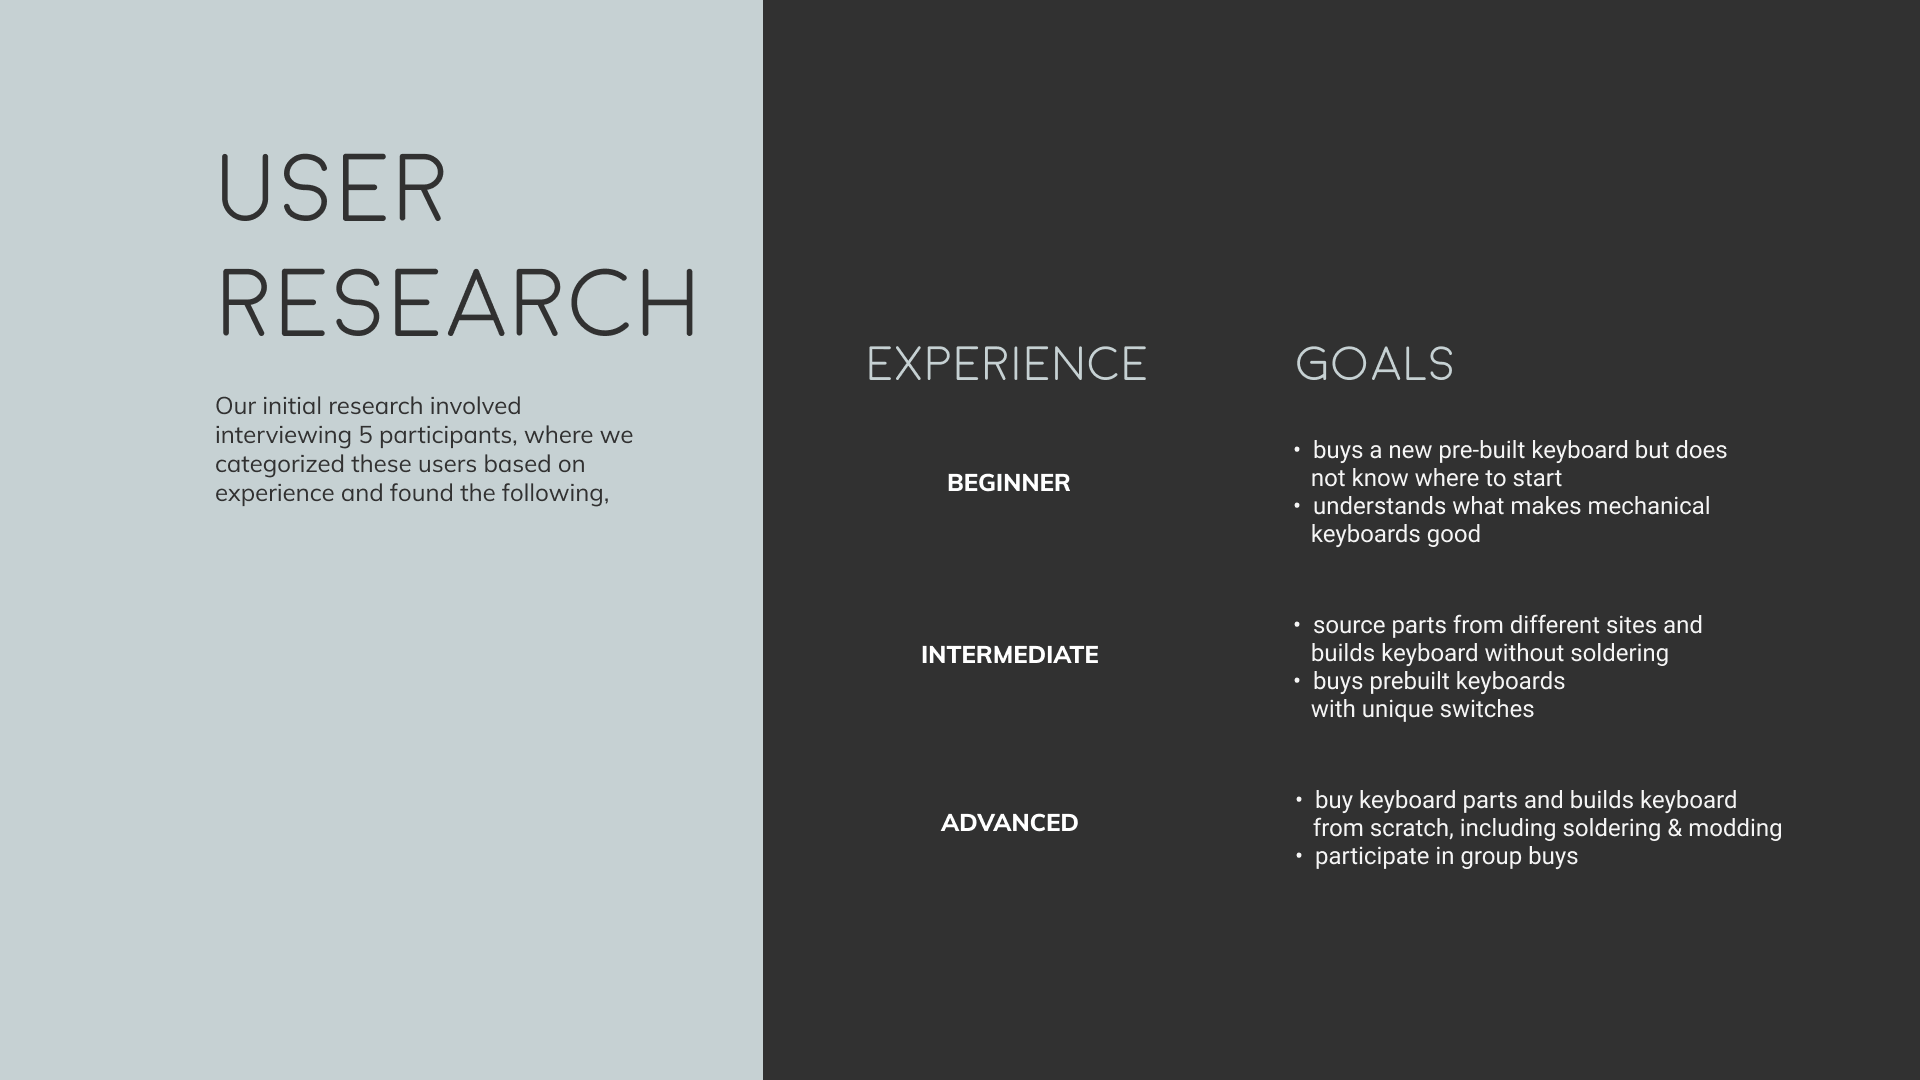 USER
RESEARCH
Our initial research involved
interviewing 5 participants, where we
categorized these users based on
experience and found the following,
EXPERIENCE GOALS
BEGINNER
• buys a new pre-built keyboard but does
not know where to start
• understands what makes mechanical
keyboards good
INTERMEDIATE
• source parts from different sites and
builds keyboard without soldering
• buys prebuilt keyboards
with unique switches
ADVANCED
• buy keyboard parts and builds keyboard
from scratch, including soldering & modding
• participate in group buys